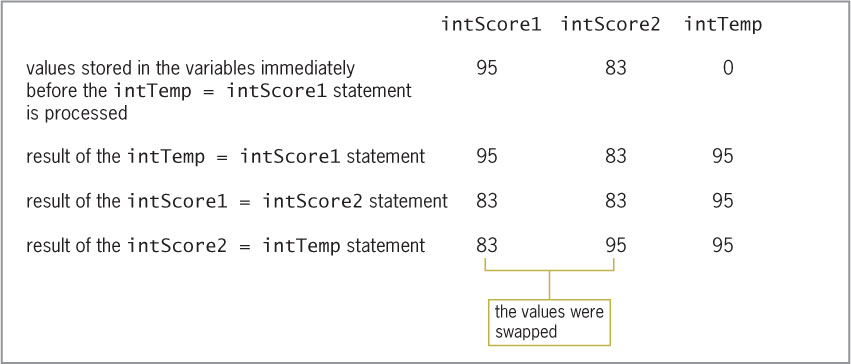 intScore1 intScore2 intTemp
values stored in the variables immediately 95 83 0
before the intTemp = intScore1 statement
is processed
result of the intTemp = intScore1 statement 95 83 95
result of the intScore1 = intScore2 statement 83 83 95
result of the intScore2 = intTemp statement 83 95 95
the values were
swapped